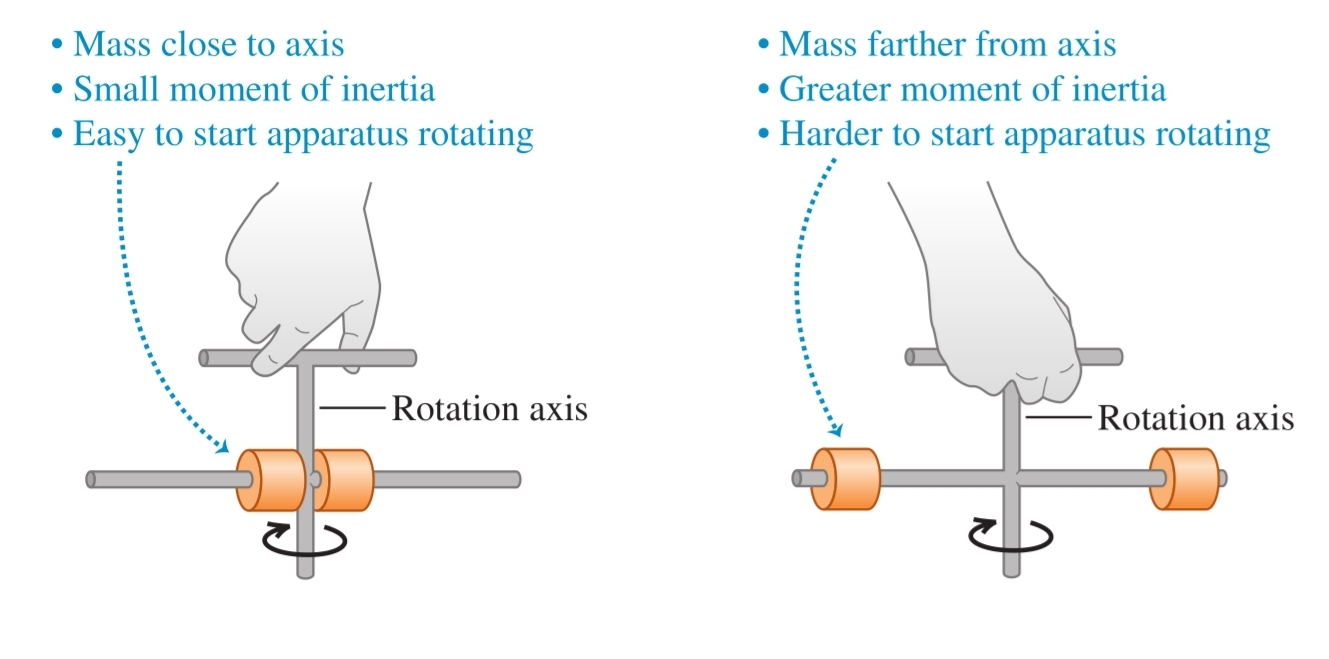 • Mass close to axis
• Small moment of inertia
• Easy to start apparatus rotating
Rotation axis
• Mass farther from axis
• Greater moment of inertia
• Harder to start apparatus rotating
Rotation axis